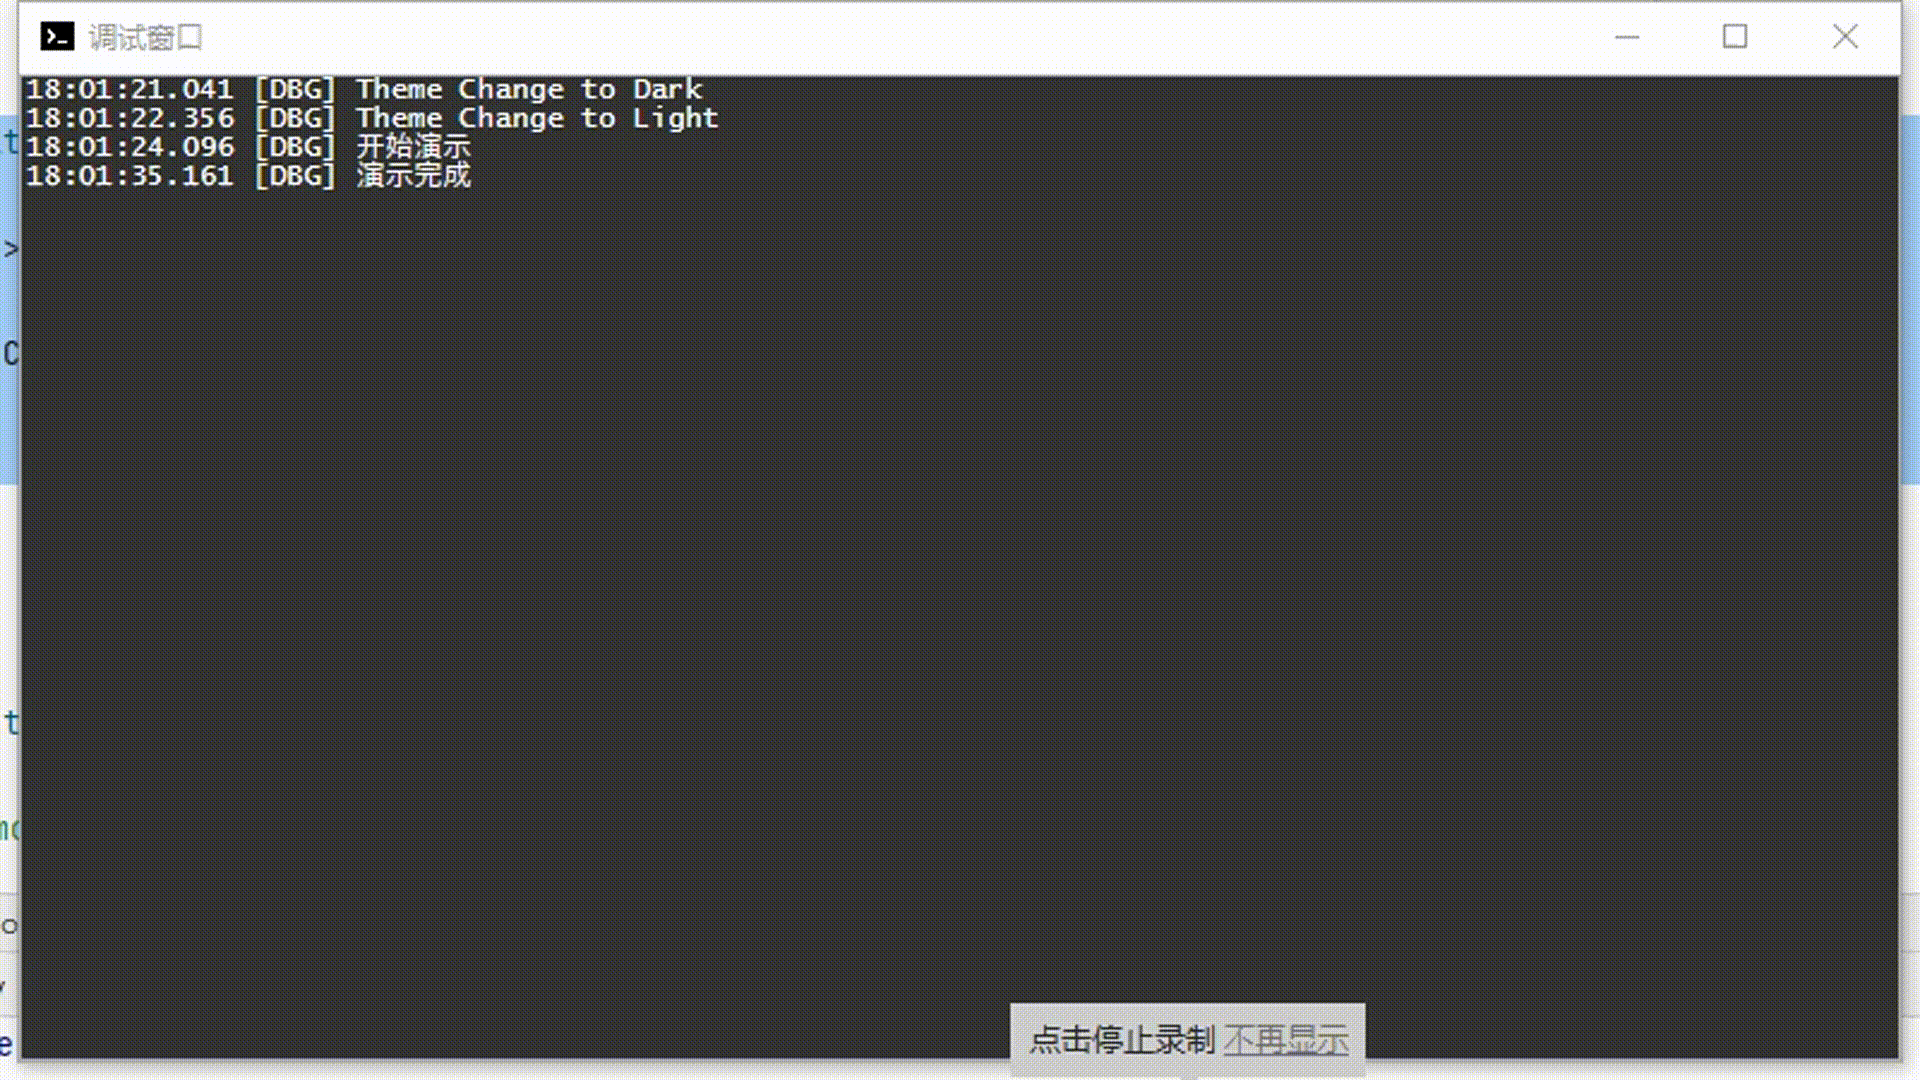 调试窗口
18:01:21.041 [DBG] Theme Change to Dark
18:01:22.356 [DBG] Theme Change to Light
18:01:24.096 [DBG] 开始演示
18:01:35.161 [DBG] 演示完成
点击停止录制 不再显示